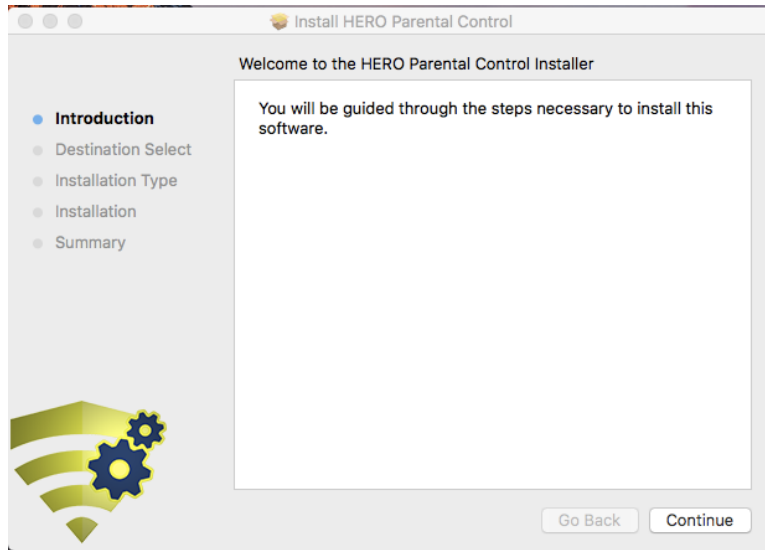 Install HERO Parental Control
Welcome to the HERO Parental Control Installer
Introduction
Destination Select
Installation Type
Installation
Summary
You will be guided through the steps necessary to install this
software.
Go Back
Continue